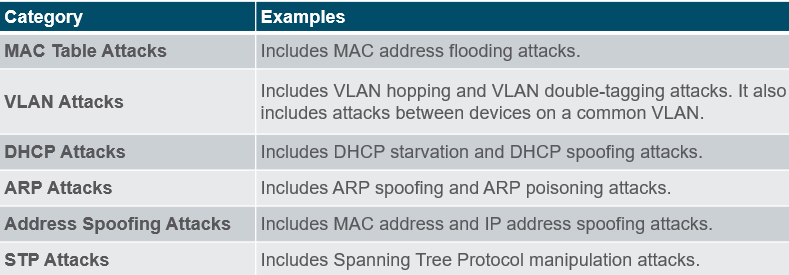 Category Examples
MAC Table Attacks Includes MAC address flooding attacks.
VLAN Attacks Includes VLAN hopping and VLAN double-tagging attacks. It also
includes attacks between devices on a common VLAN.
DHCP Attacks Includes DHCP starvation and DHCP spoofing attacks.
ARP Attacks Includes ARP spoofing and ARP poisoning attacks.
Address Spoofing Attacks Includes MAC address and IP address spoofing attacks.
STP Attacks Includes Spanning Tree Protocol manipulation attacks.